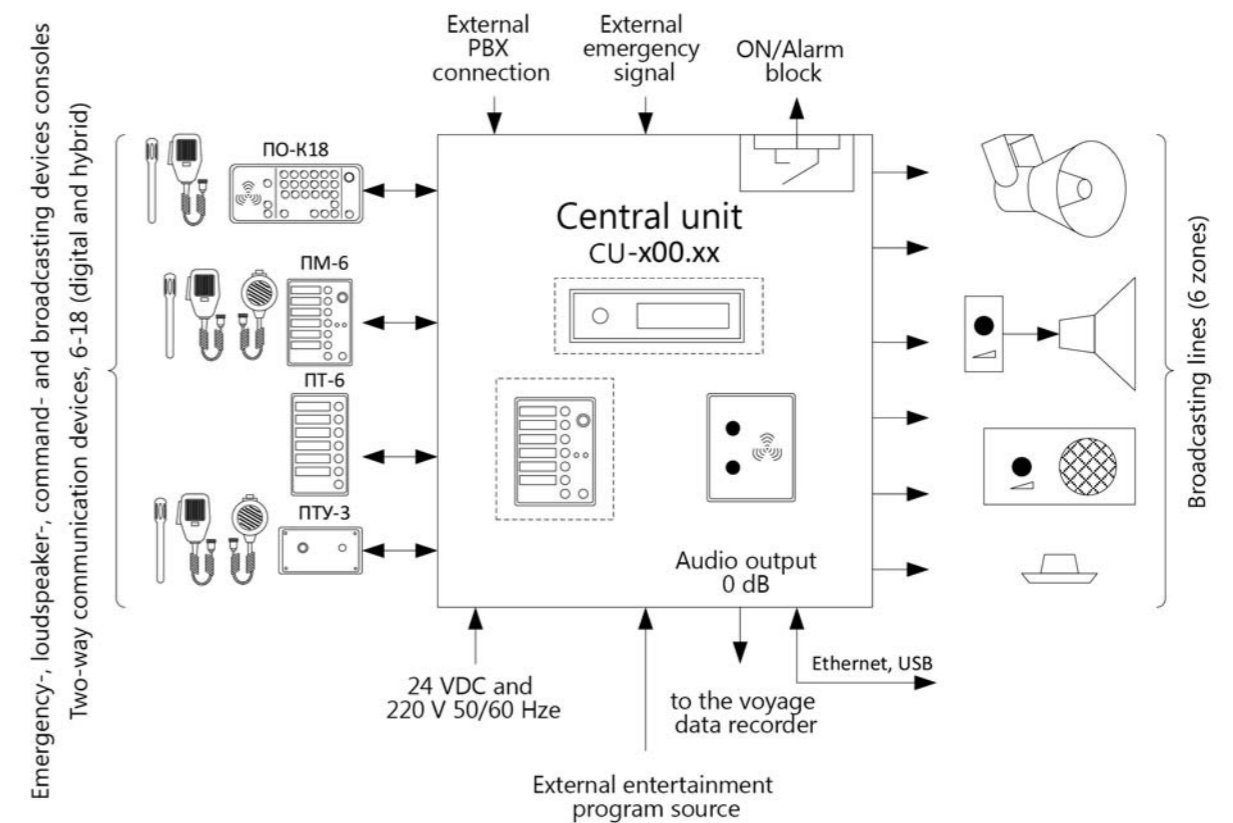 External
PBX
connection
External
emergency
signal
ON/Alarm
block
Emergency-, loudspeaker-, command- and broadcasting devices consoles
Two-way communication devices, 6-18 (digital and hybrid)
ПО-К18
ПМ-6
ПТ-6
ПТУ-3
Central unit
CU-x00.xx
Audio output
0 dB
Broadcasting lines (6 zones)
24 VDC and
220 V 50/60 Hze
to the voyage
data recorder
Ethernet, USB
External entertainment
program source